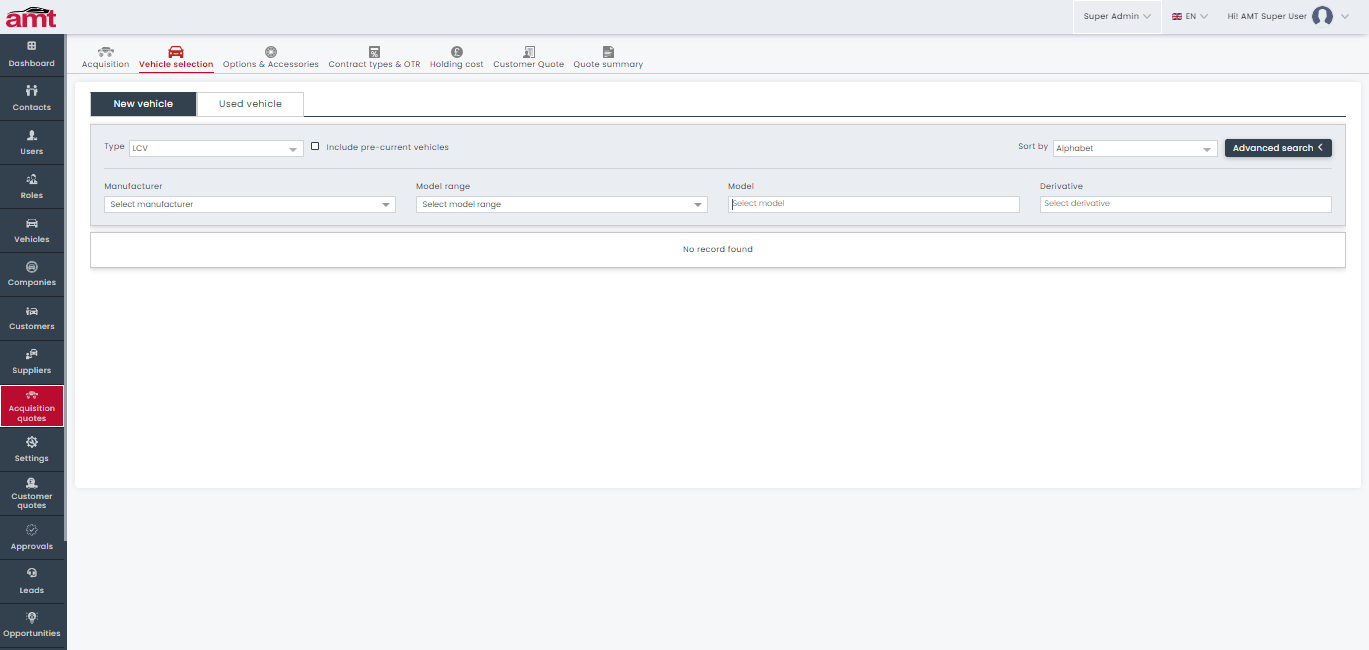 amt
Super Admin
EN
Hi! AMT Super User
Dashboard
Contacts
Users
Roles
Vehicles
Companies
Customers
Suppliers
Acquisition
quotes
Settings
Customer
quotes
Approvals
Leads
Opportunities
Acquisition
Vehicle selection
Options & Accessories
Contract types & OTR
Holding cost
Customer Quote
Quote summary
New vehicle
Used vehicle
Type
LCV
Include pre-current vehicles
Sort by
Alphabet
Advanced search
Manufacturer
Model range
Model
Derivative
Select manufacturer
Select model range
Select model
Select derivative
No record found